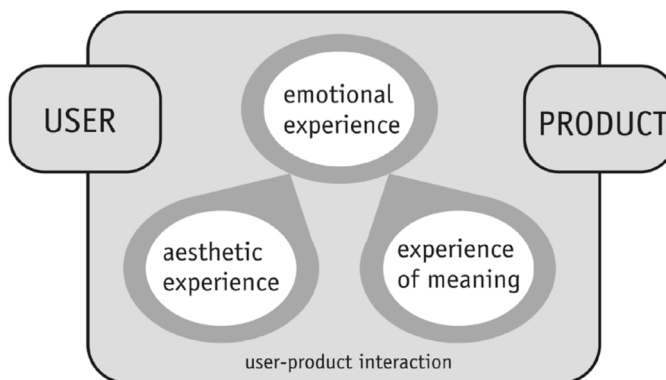 emotional
experience
USER
PRODUCT
aesthetic
experience
experience
of meaning
user-product interaction